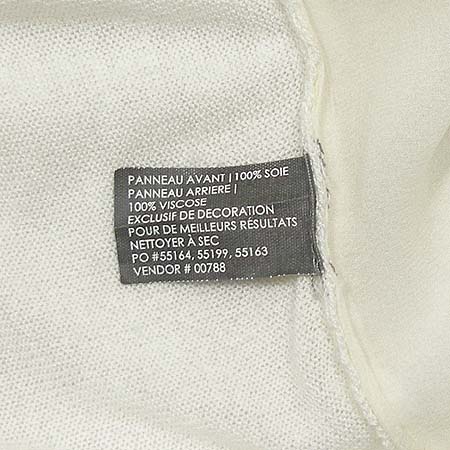 PANNEAU AVANT | 100% SOIE
PANNEAU ARRIERE |
100% VISCOSE
EXCLUSIF DE DECORATION
POUR DE MEILLEURS RÉSULTATS
NETTOYER À SEC
PO #55164, 55199, 55163
VENDOR # 00788